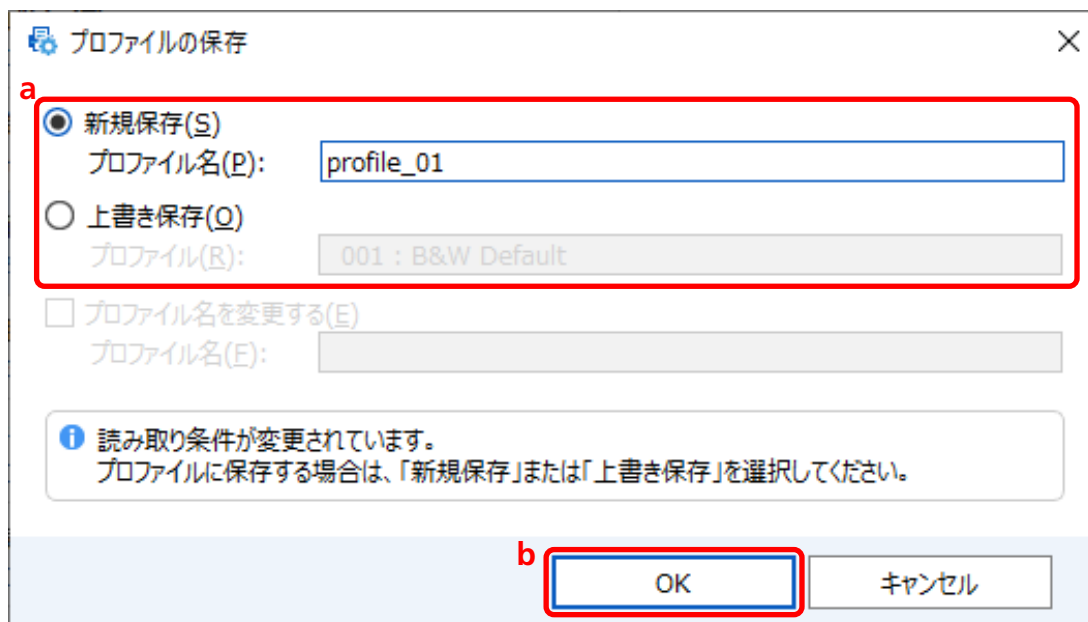 プロファイルの保存
a
新規保存(S)
プロファイル名(P): profile_01
上書き保存(O)
プロファイル(R): 001 : B&W Default
プロファイル名を変更する(E)
プロファイル名(F):
読み取り条件が変更されています。
プロファイルに保存する場合は、「新規保存」または「上書き保存」を選択してください。
b
OK キャンセル